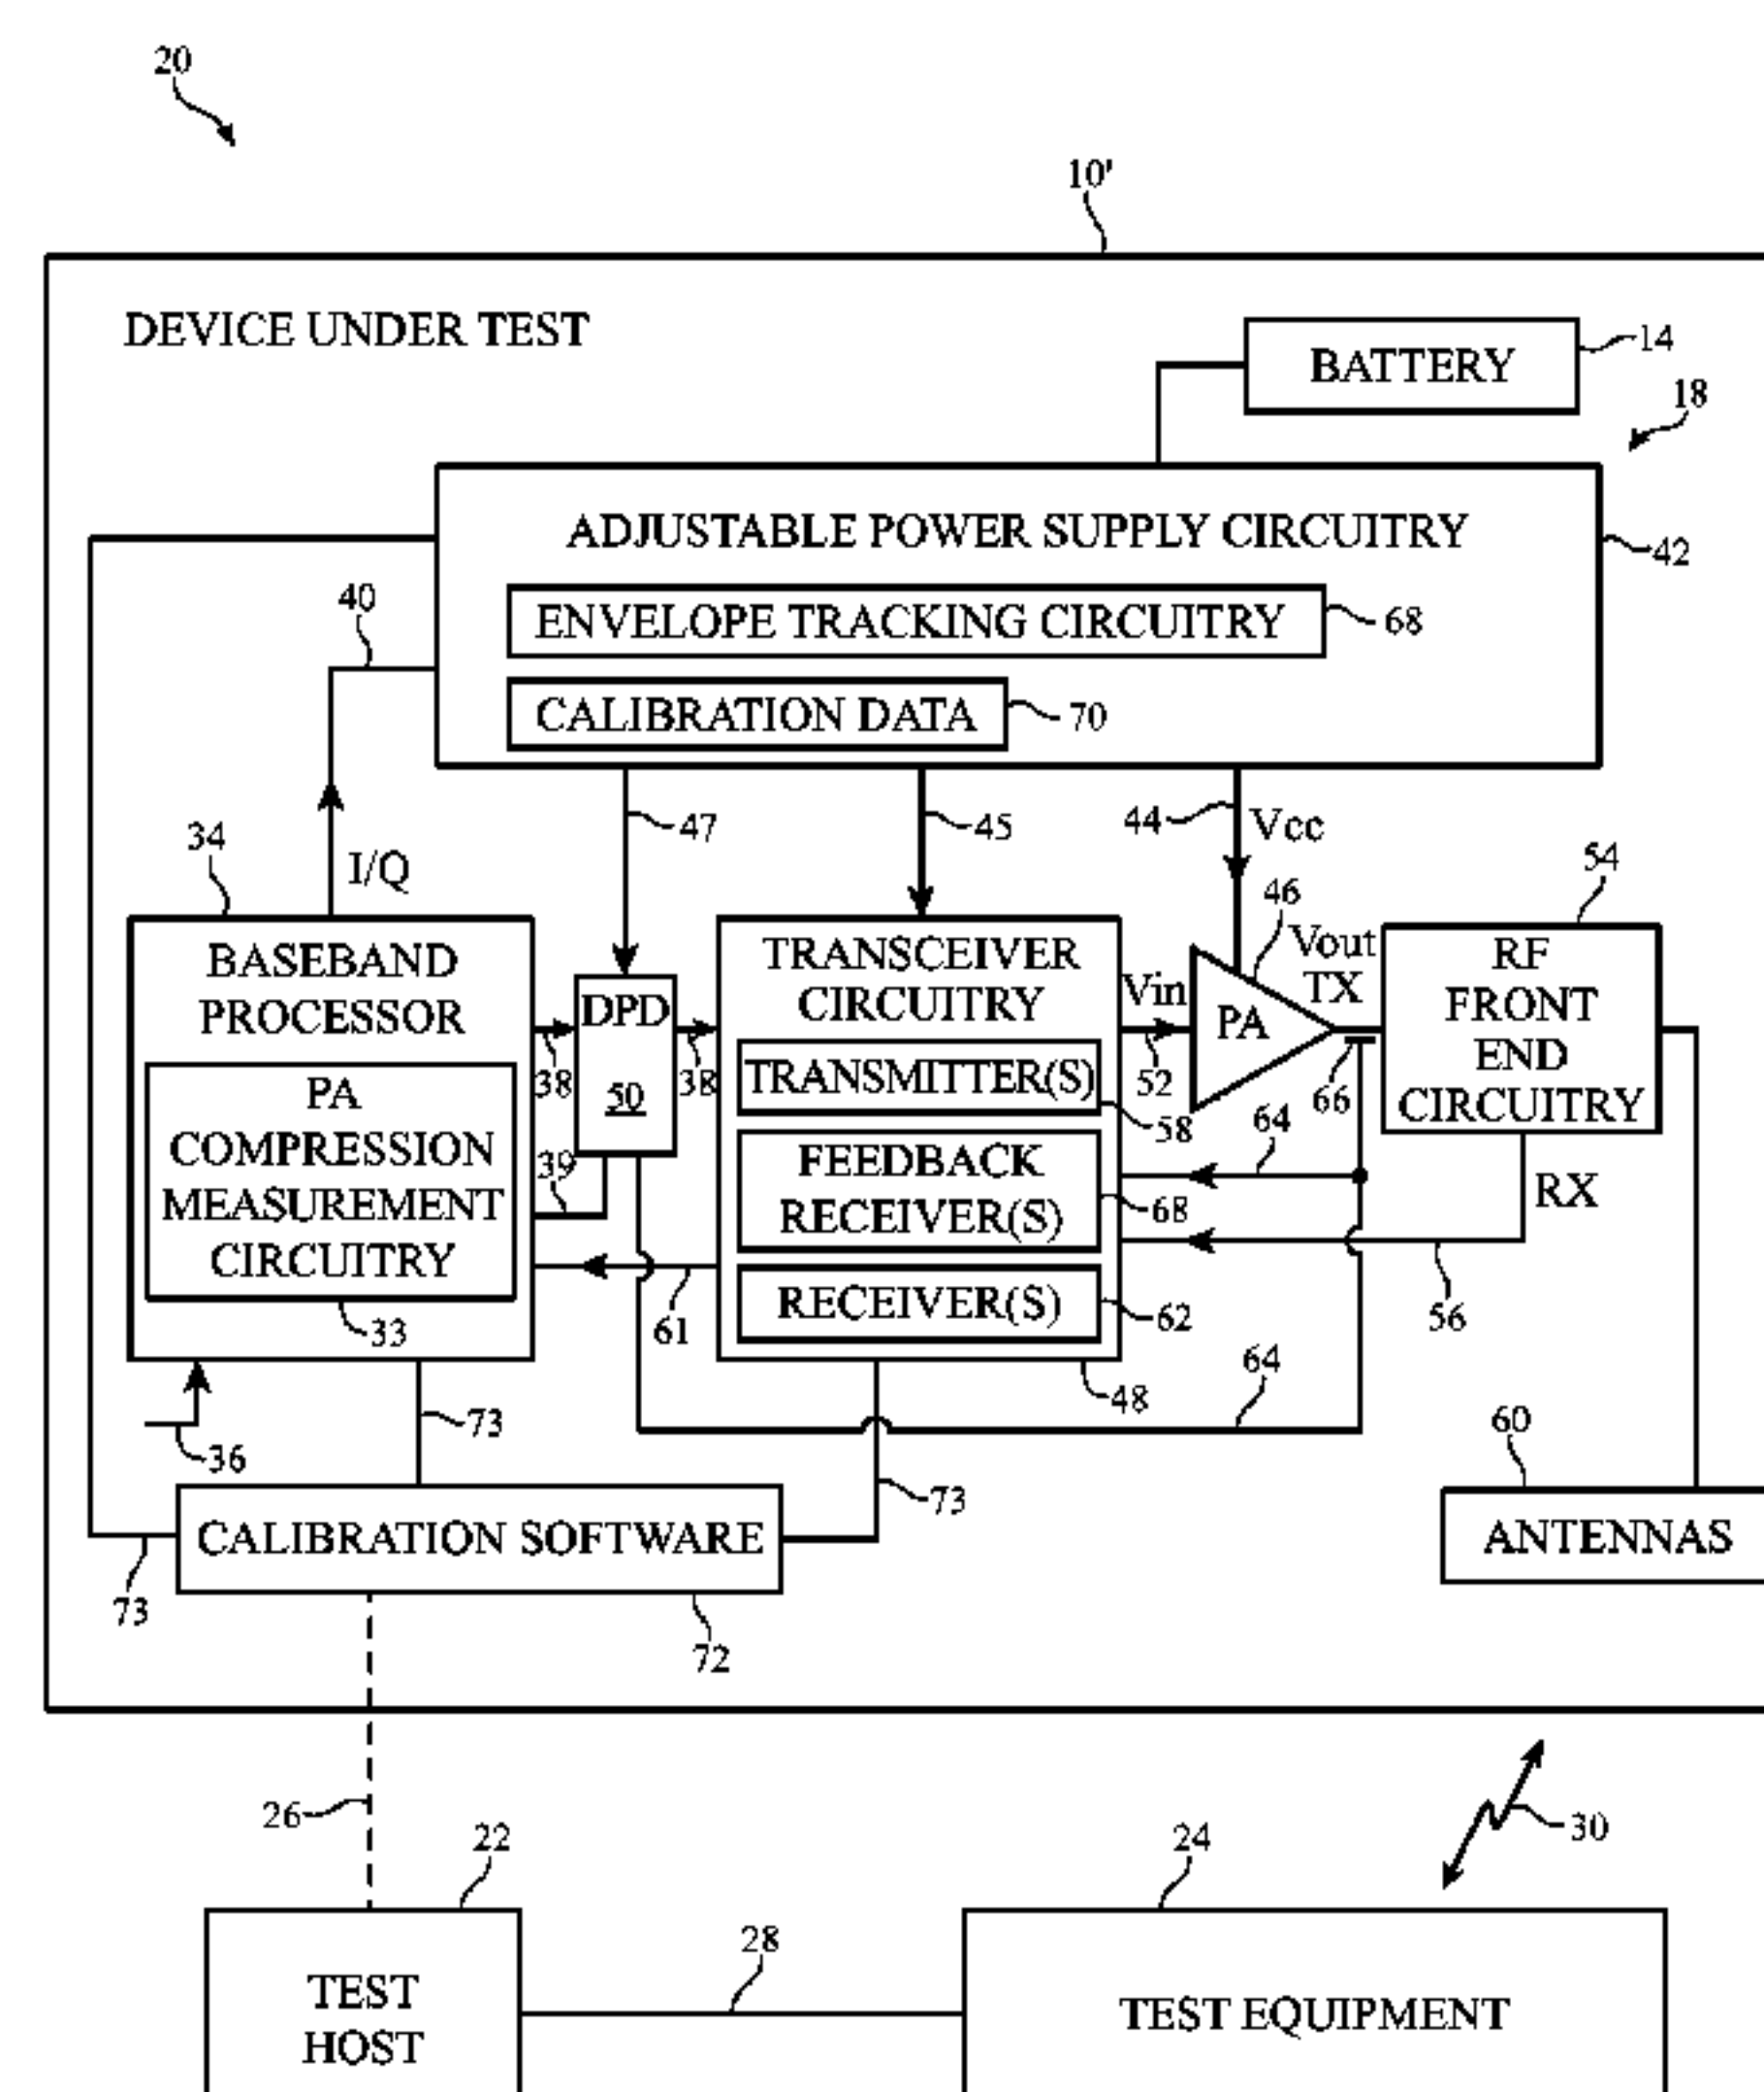 20
10'
DEVICE UNDER TEST
BATTERY
14
18
ADJUSTABLE POWER SUPPLY CIRCUITRY
42
40
ENVELOPE TRACKING CIRCUITRY
68
CALIBRATION DATA
70
47
45
44
Vcc
34
I/Q
46
54
BASEBAND
PROCESSOR
38
DPD
50
38
TRANSCEIVER
CIRCUITRY
Vin
52
PA
Vout
TX
66
RF
FRONT
END
CIRCUITRY
TRANSMITTER(S)
58
PA
COMPRESSION
MEASUREMENT
CIRCUITRY
33
39
FEEDBACK
RECEIVER(S)
68
64
RX
61
RECEIVER(S)
62
56
48
64
36
73
73
60
CALIBRATION SOFTWARE
ANTENNAS
73
72
26
30
22
24
28
TEST
HOST
TEST EQUIPMENT